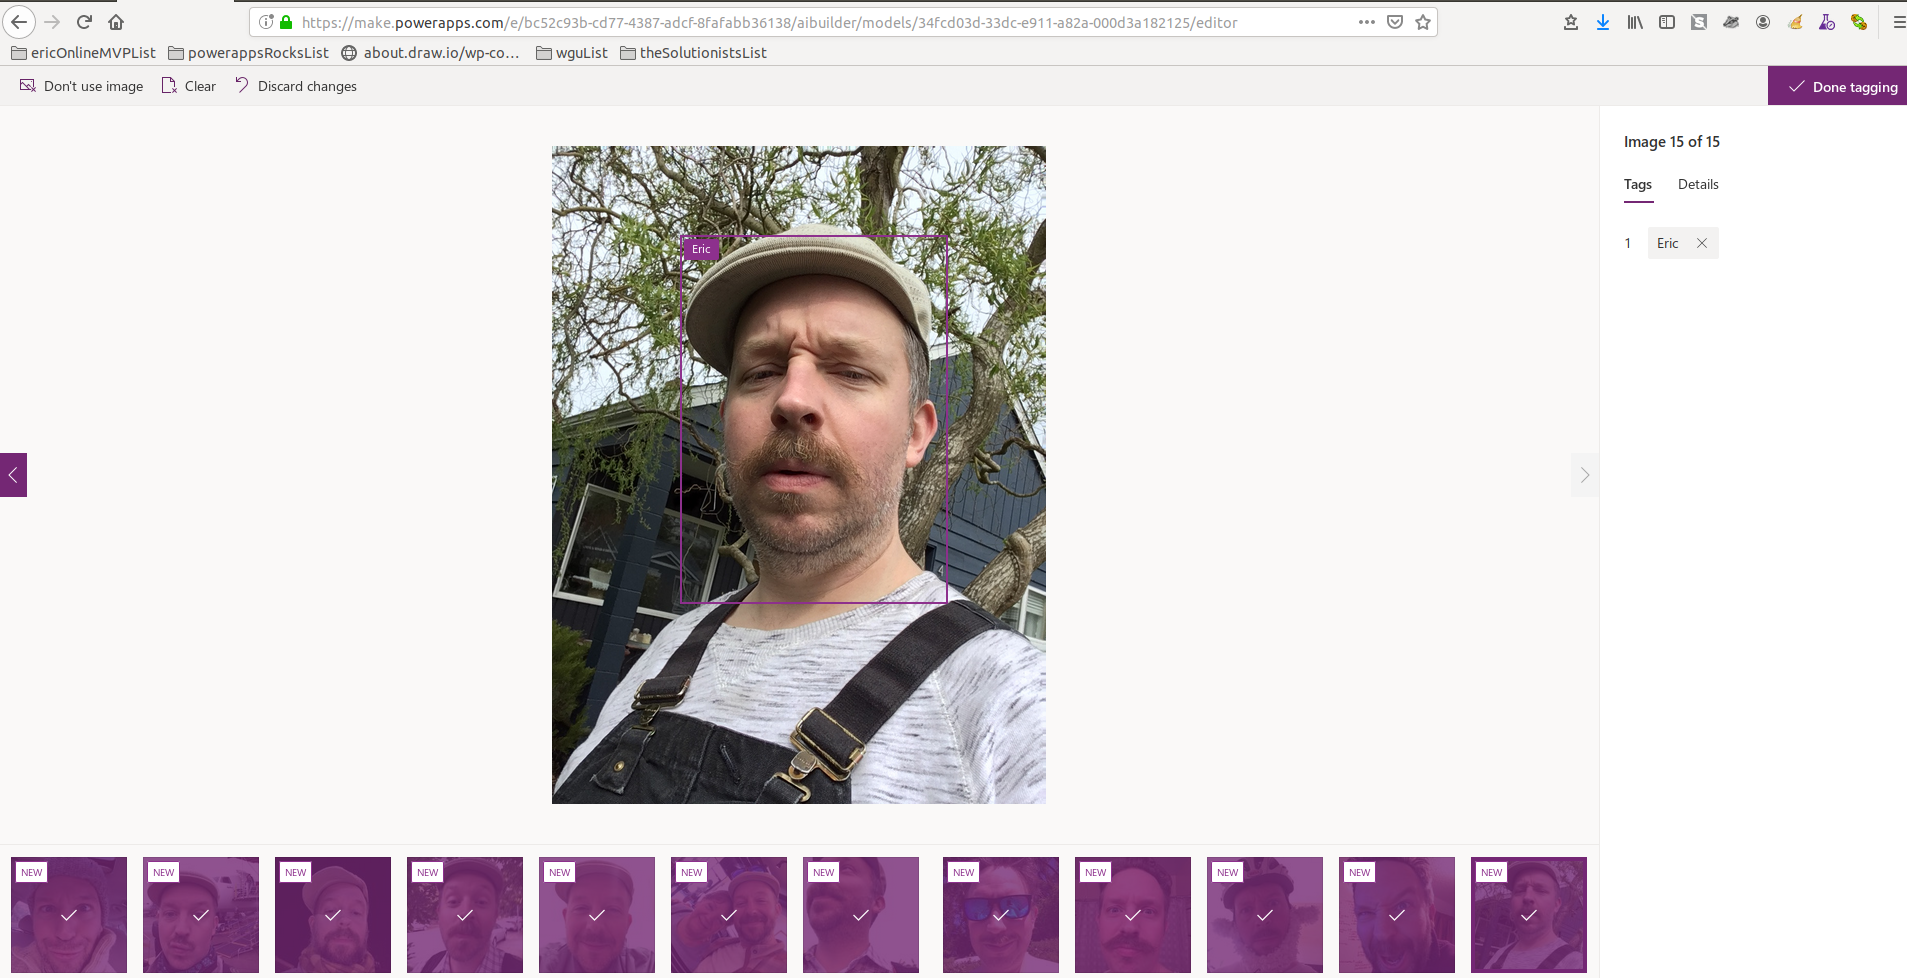 https://make.powerapps.com/e/bc52c93b-cd77-4387-adcf-8fafabb36138/aibuilder/models/34fcd03d-33dc-e911-a82a-000d3a182125/editor
ericOnlineMVPList powerappsRocksList about.draw.io/wp-co... wguList theSolutionistsList
Don't use image Clear Discard changes Done tagging
Image 15 of 15
Tags Details
1 Eric
Eric
4
NEW NEW NEW NEW NEW NEW NEW NEW NEW NEW NEW NEW